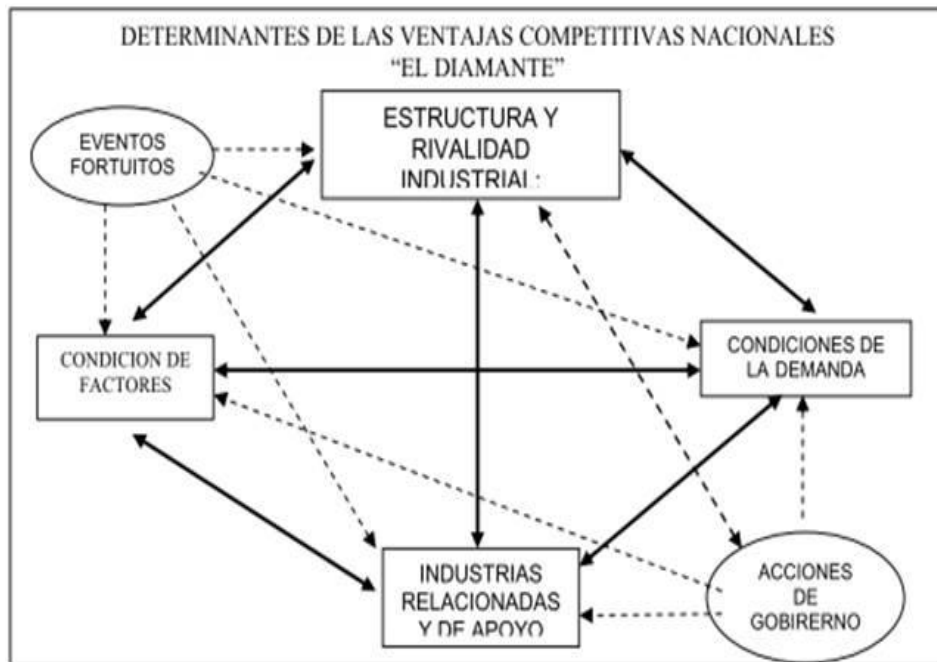 DETERMINANTES DE LAS VENTAJAS COMPETITIVAS NACIONALES
“EL DIAMANTE”
EVENTOS
FORTUITOS
ESTRUCTURA Y
RIVALIDAD
INDUSTRIAL:
CONDICION DE
FACTORES
CONDICIONES DE
LA DEMANDA
INDUSTRIAS
RELACIONADAS
Y DE APOYO
ACCIONES
DE
GOBIRERNO